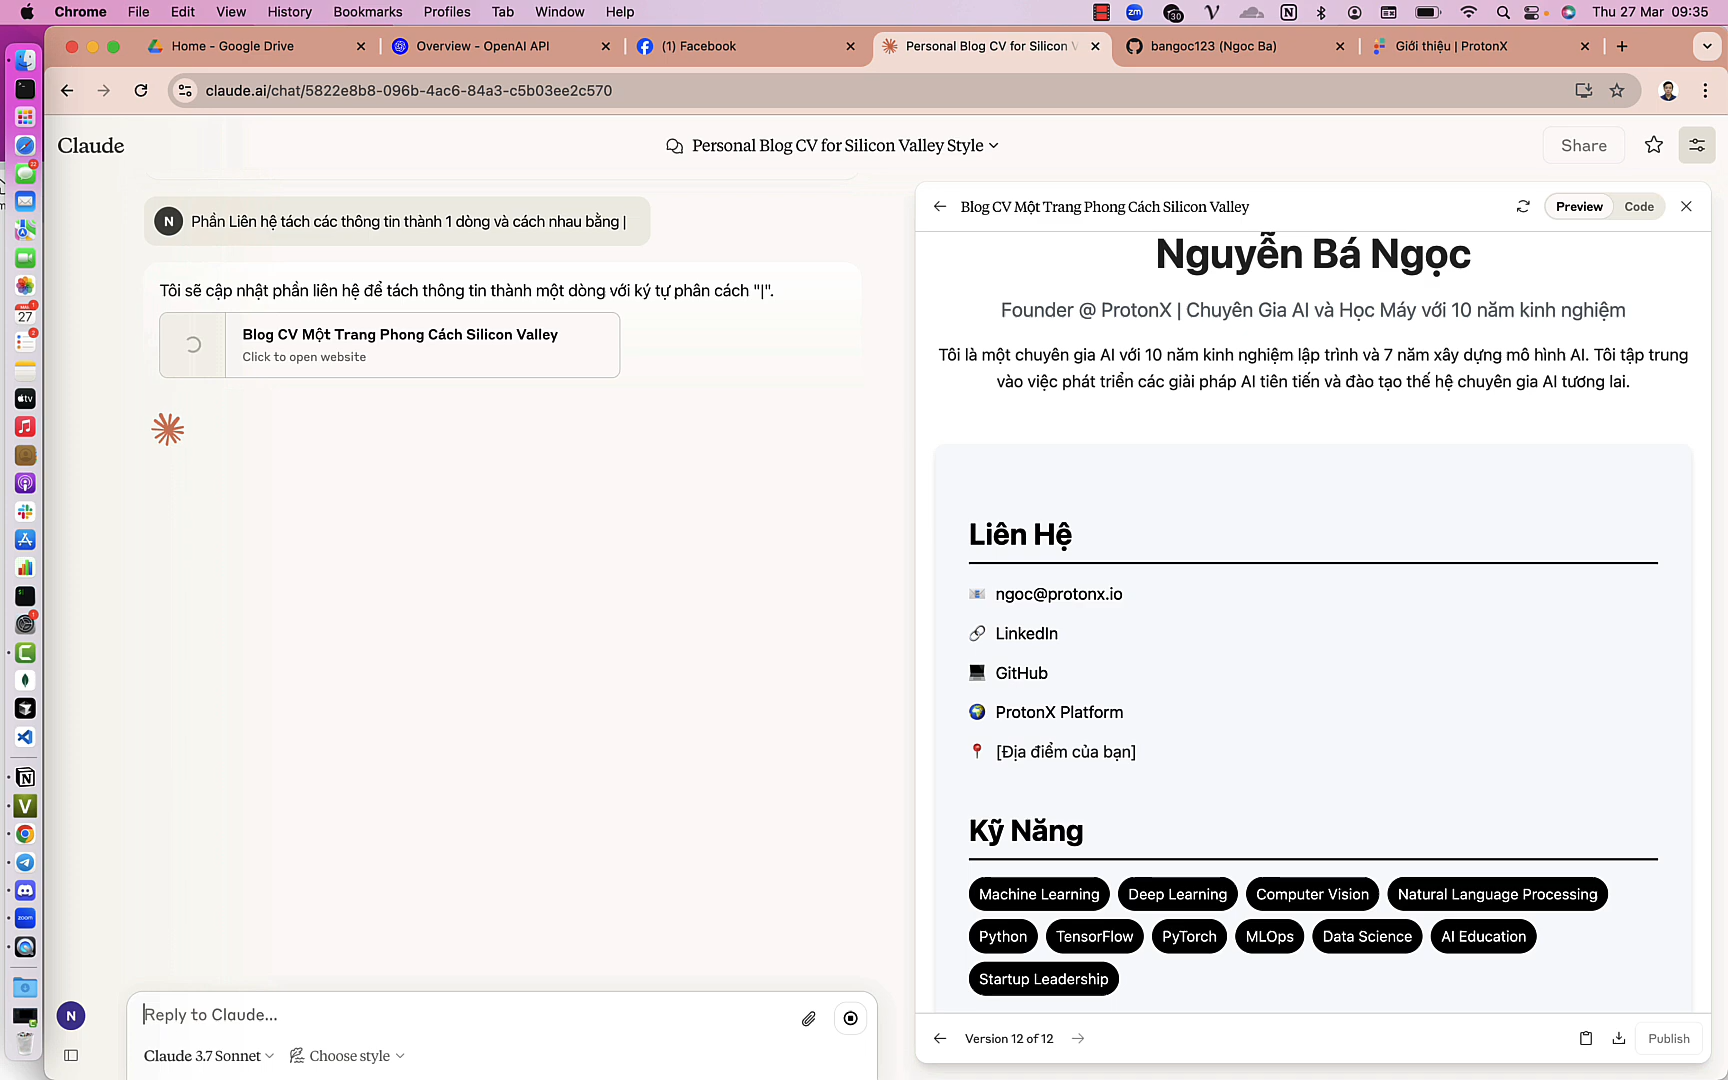 Chrome File Edit View History Bookmarks Profiles Tab Window Help
zm 30 Thu 27 Mar 09:35
Home - Google Drive
Overview - OpenAI API
(1) Facebook
Personal Blog CV for Silicon V
bangoc123 (Ngoc Ba)
Giới thiệu | ProtonX
claude.ai/chat/5822e8b8-096b-4ac6-84a3-c5b03ee2c570
Claude
Personal Blog CV for Silicon Valley Style
Share
N Phần Liên hệ tách các thông tin thành 1 dòng và cách nhau bằng |
Tôi sẽ cập nhật phần liên hệ để tách thông tin thành một dòng với ký tự phân cách "|".
Blog CV Một Trang Phong Cách Silicon Valley
Click to open website
Reply to Claude...
Claude 3.7 Sonnet
Choose style
N
Blog CV Một Trang Phong Cách Silicon Valley
Preview Code
Nguyễn Bá Ngọc
Founder @ ProtonX | Chuyên Gia AI và Học Máy với 10 năm kinh nghiệm
Tôi là một chuyên gia AI với 10 năm kinh nghiệm lập trình và 7 năm xây dựng mô hình AI. Tôi tập trung
vào việc phát triển các giải pháp AI tiên tiến và đào tạo thế hệ chuyên gia AI tương lai.
Liên Hệ
ngoc@protonx.io
LinkedIn
GitHub
ProtonX Platform
[Địa điểm của bạn]
Kỹ Năng
Machine Learning Deep Learning Computer Vision Natural Language Processing
Python TensorFlow PyTorch MLOps Data Science AI Education
Startup Leadership
Version 12 of 12
Publish